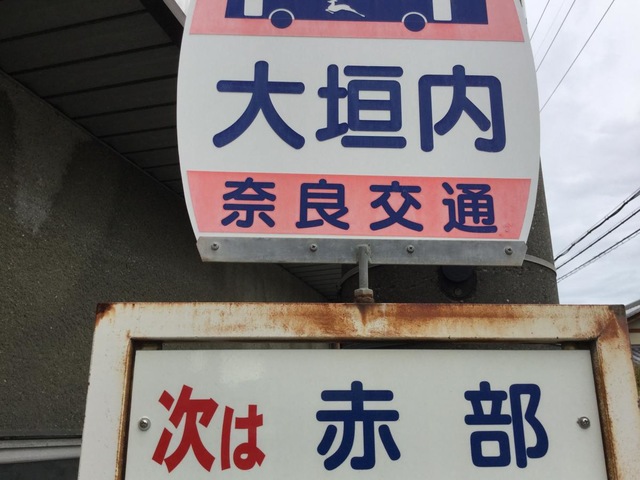 大垣内
奈良交通
次は 赤部